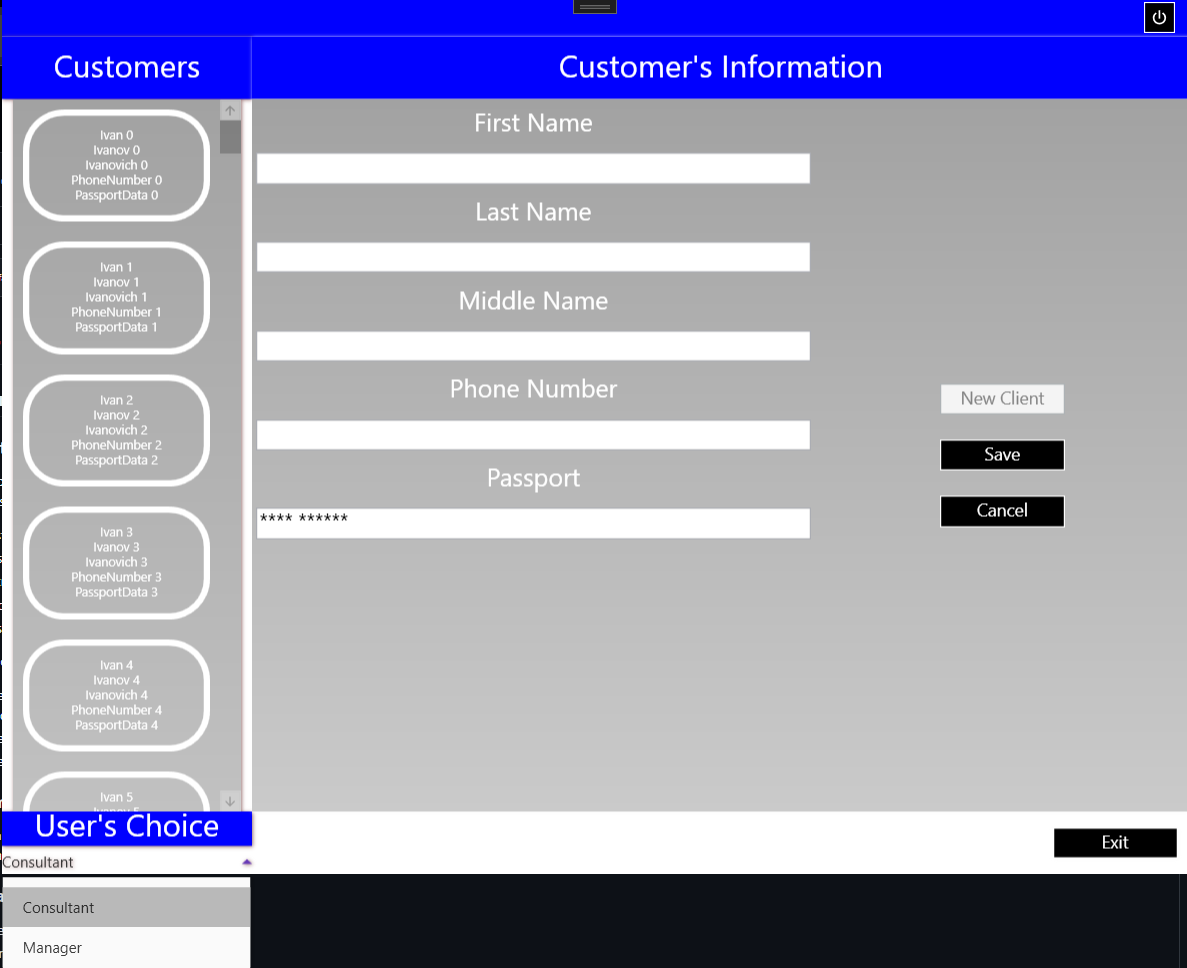 Customers
Customer's Information
Ivan 0
Ivanov 0
Ivanovich 0
PhoneNumber 0
PassportData 0
Ivan 1
Ivanov 1
Ivanovich 1
PhoneNumber 1
PassportData 1
Ivan 2
Ivanov 2
Ivanovich 2
PhoneNumber 2
PassportData 2
Ivan 3
Ivanov 3
Ivanovich 3
PhoneNumber 3
PassportData 3
Ivan 4
Ivanov 4
Ivanovich 4
PhoneNumber 4
PassportData 4
Ivan 5
Ivanov 5
First Name
Last Name
Middle Name
Phone Number
Passport
**** ******
New Client
Save
Cancel
User's Choice
Consultant
Consultant
Manager
Exit